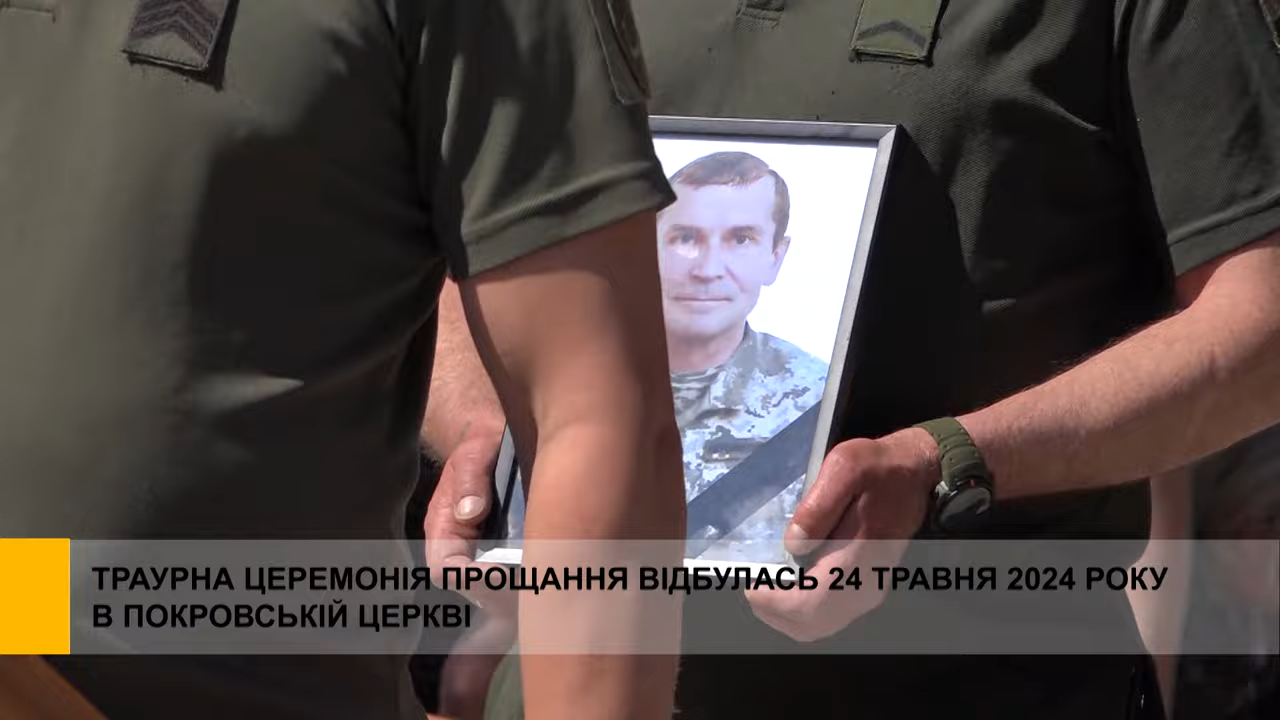 ТРАУРНА ЦЕРЕМОНІЯ ПРОЩАННЯ ВІДБУЛАСЬ 24 ТРАВНЯ 2024 РОКУ
В ПОКРОВСЬКІЙ ЦЕРКВІ